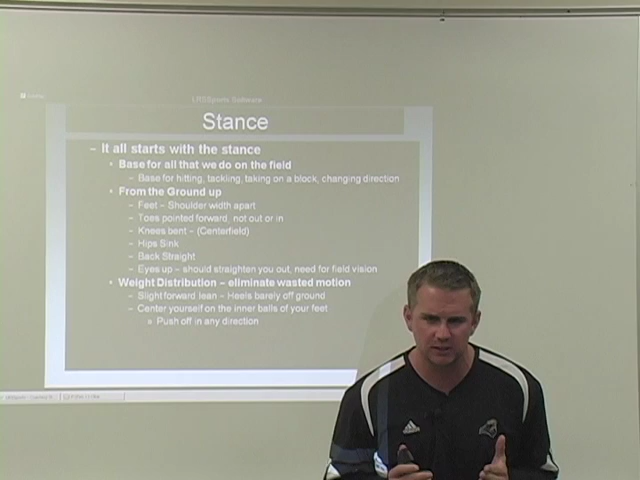 LRSSports Software
Stance
– It all starts with the stance
• Base for all that we do on the field
– Base for hitting, tackling, taking on a block, changing direction
• From the Ground up
– Feet – Shoulder width apart
– Toes pointed forward, not out or in
– Knees bent – (Centerfield)
– Hips Sink
– Back Straight
– Eyes up – should straighten you out, need for field vision
• Weight Distribution – eliminate wasted motion
– Slight forward lean – Heels barely off ground
– Center yourself on the inner balls of your feet
» Push off in any direction